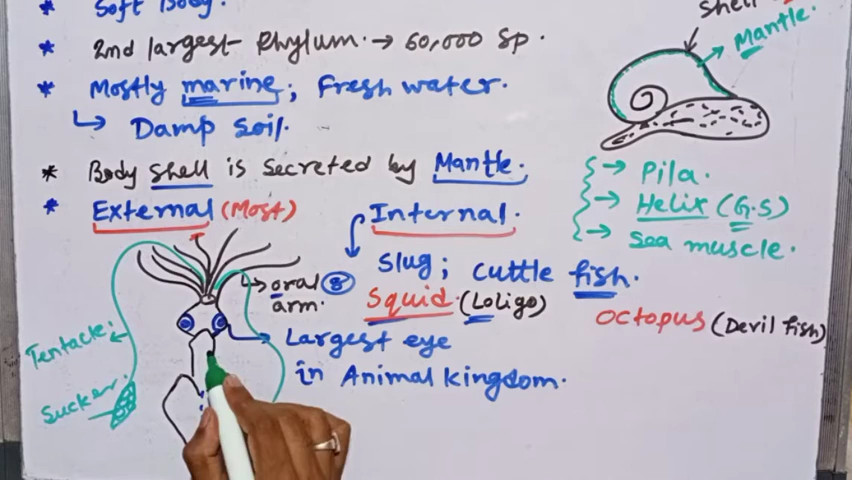 * Soft Body.
* 2nd largest Phylum. → 60,000 Sp.
* Mostly marine; Fresh water.
↳ Damp soil.
* Body shell is secreted by Mantle.
* External (Most)
Internal.
Slug; cuttle fish.
Squid. (Loligo)
Octopus (Devil fish)
oral 8
arm.
Largest eye
in Animal kingdom.
Tentacle;
Sucker.
Shell
Mantle.
→ Pila.
→ Helix (G.S)
→ Sea muscle.